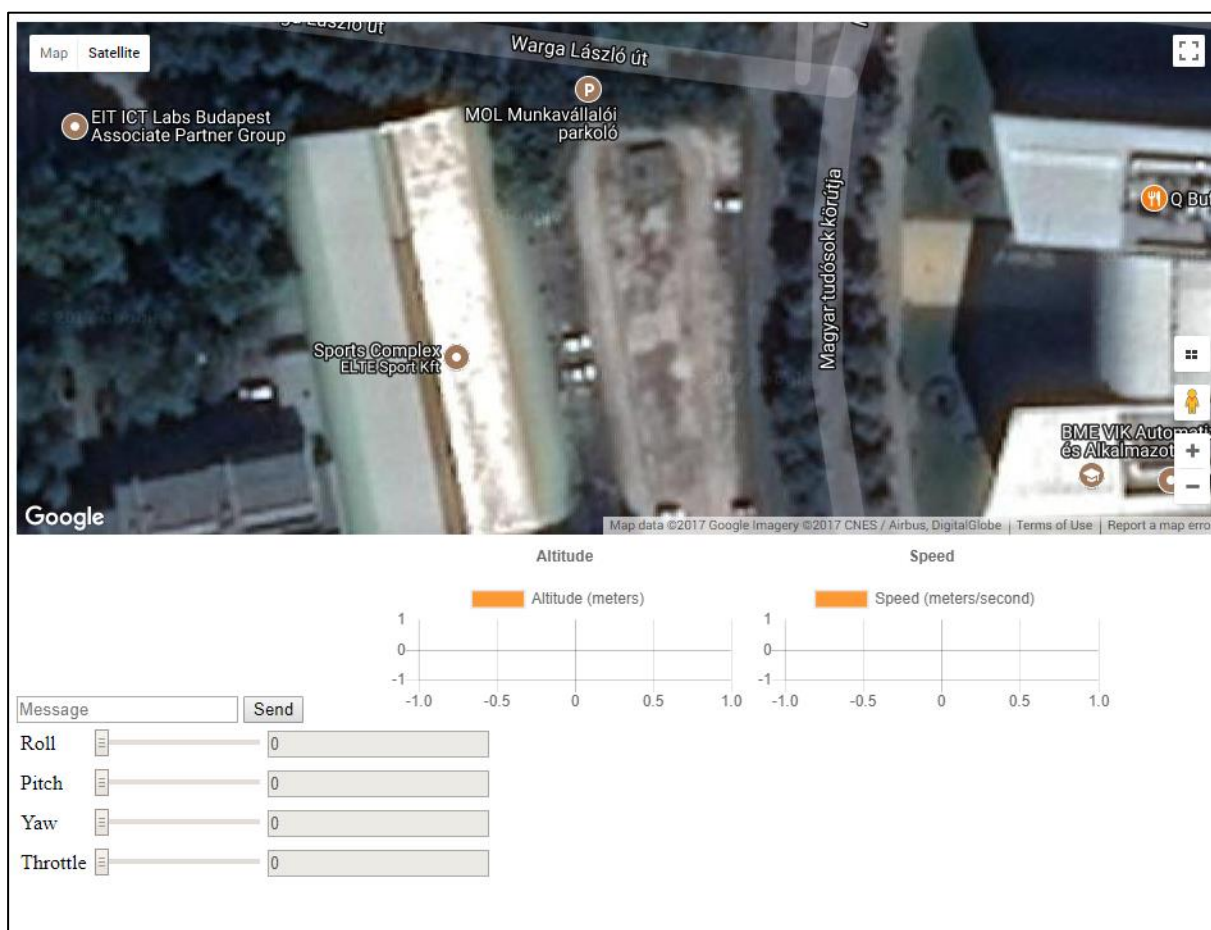 Warga László út
Warga László út
Map Satellite
EIT ICT Labs Budapest
Associate Partner Group
MOL Munkavállalói
parkoló
P
Q Buf
Magyar tudósok körútja
Sports Complex
ELTE Sport Kft
BME VIK Automati
és Alkalmazot
+
−
Google
Map data ©2017 Google Imagery ©2017 CNES / Airbus, DigitalGlobe
Terms of Use
Report a map erro
Altitude
Speed
Altitude (meters)
Speed (meters/second)
1
0
-1
-1.0 -0.5 0 0.5 1.0
1
0
-1
-1.0 -0.5 0 0.5 1.0
Message Send
Roll 0
Pitch 0
Yaw 0
Throttle 0